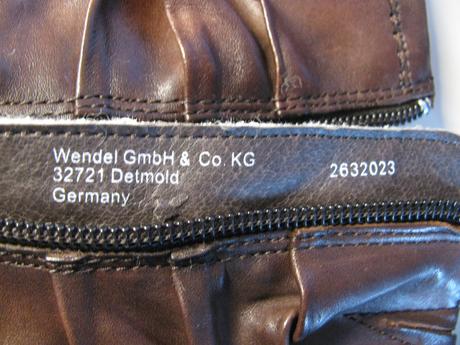 Wendel GmbH & Co. KG
32721 Detmold 2632023
Germany